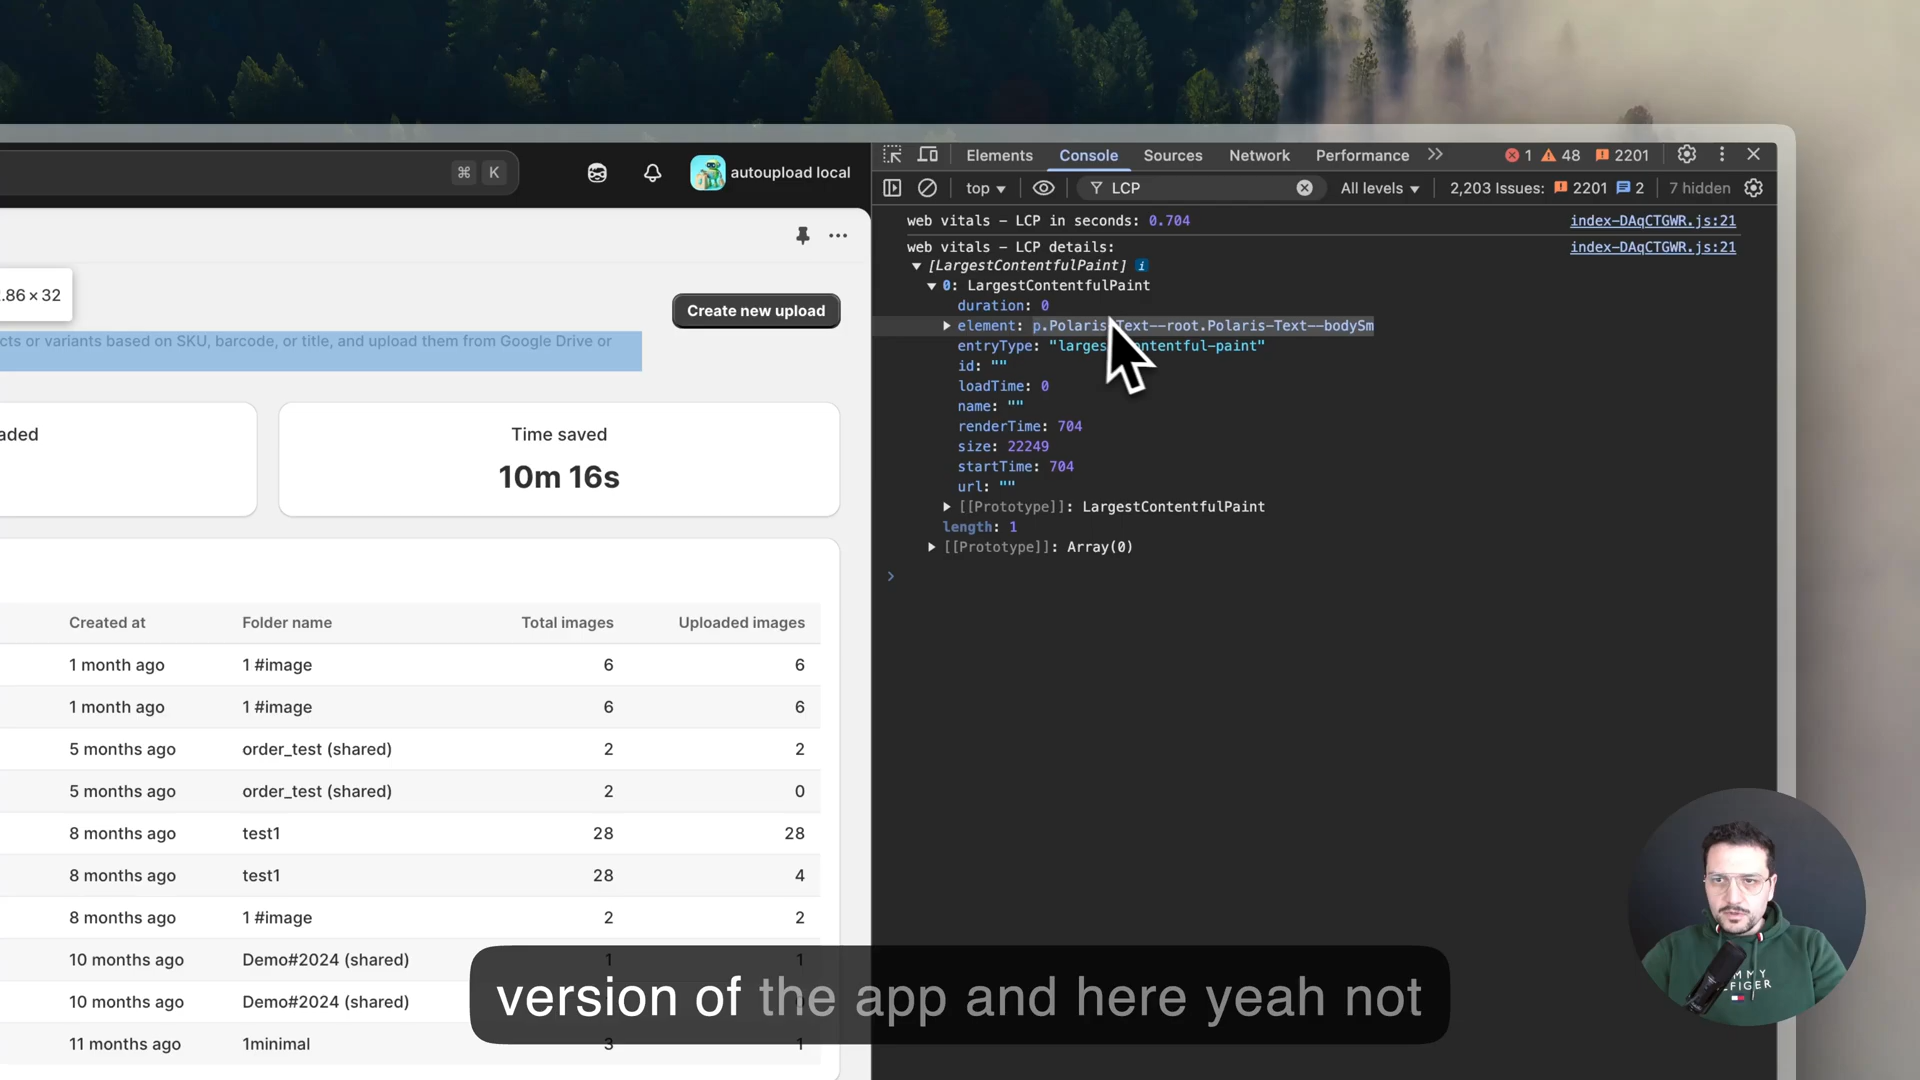 ⌘ K
autoupload local
.86 × 32
Create new upload
cts or variants based on SKU, barcode, or title, and upload them from Google Drive or
aded
Time saved
10m 16s
Created at Folder name Total images Uploaded images
1 month ago 1 #image 6 6
1 month ago 1 #image 6 6
5 months ago order_test (shared) 2 2
5 months ago order_test (shared) 2 0
8 months ago test1 28 28
8 months ago test1 28 4
8 months ago 1 #image 2 2
10 months ago Demo#2024 (shared) 1 1
10 months ago Demo#2024 (shared)
11 months ago 1minimal 3 1
Elements Console Sources Network Performance 1 48 2201
top LCP All levels 2,203 Issues: 2201 2 7 hidden
web vitals – LCP in seconds: 0.704 index-DAqCTGWR.js:21
web vitals – LCP details: index-DAqCTGWR.js:21
[LargestContentfulPaint] i
0: LargestContentfulPaint
duration: 0
element: p.Polaris-Text--root.Polaris-Text--bodySm
entryType: "largest-contentful-paint"
id: ""
loadTime: 0
name: ""
renderTime: 704
size: 22249
startTime: 704
url: ""
[[Prototype]]: LargestContentfulPaint
length: 1
[[Prototype]]: Array(0)
version of the app and here yeah not